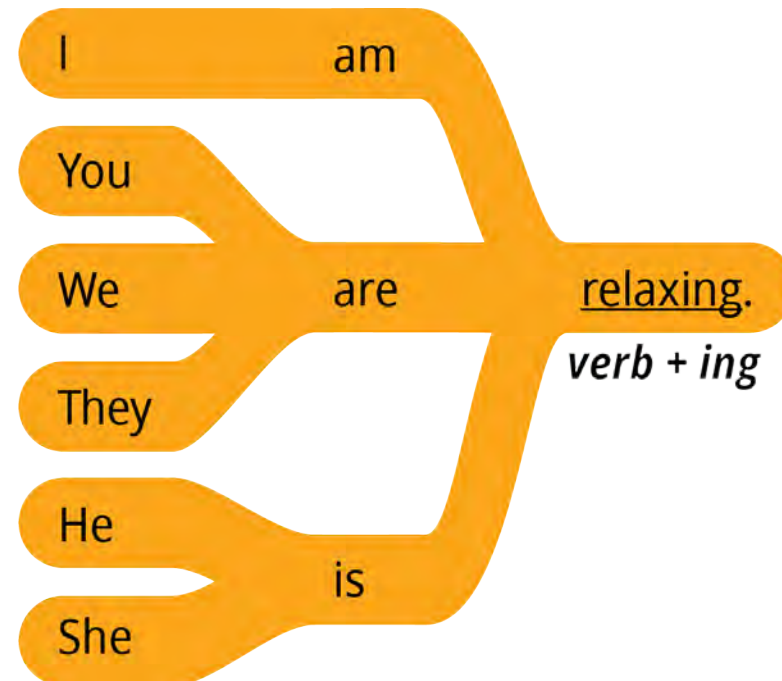 I am
You
We are relaxing.
verb + ing
They
He
is
She